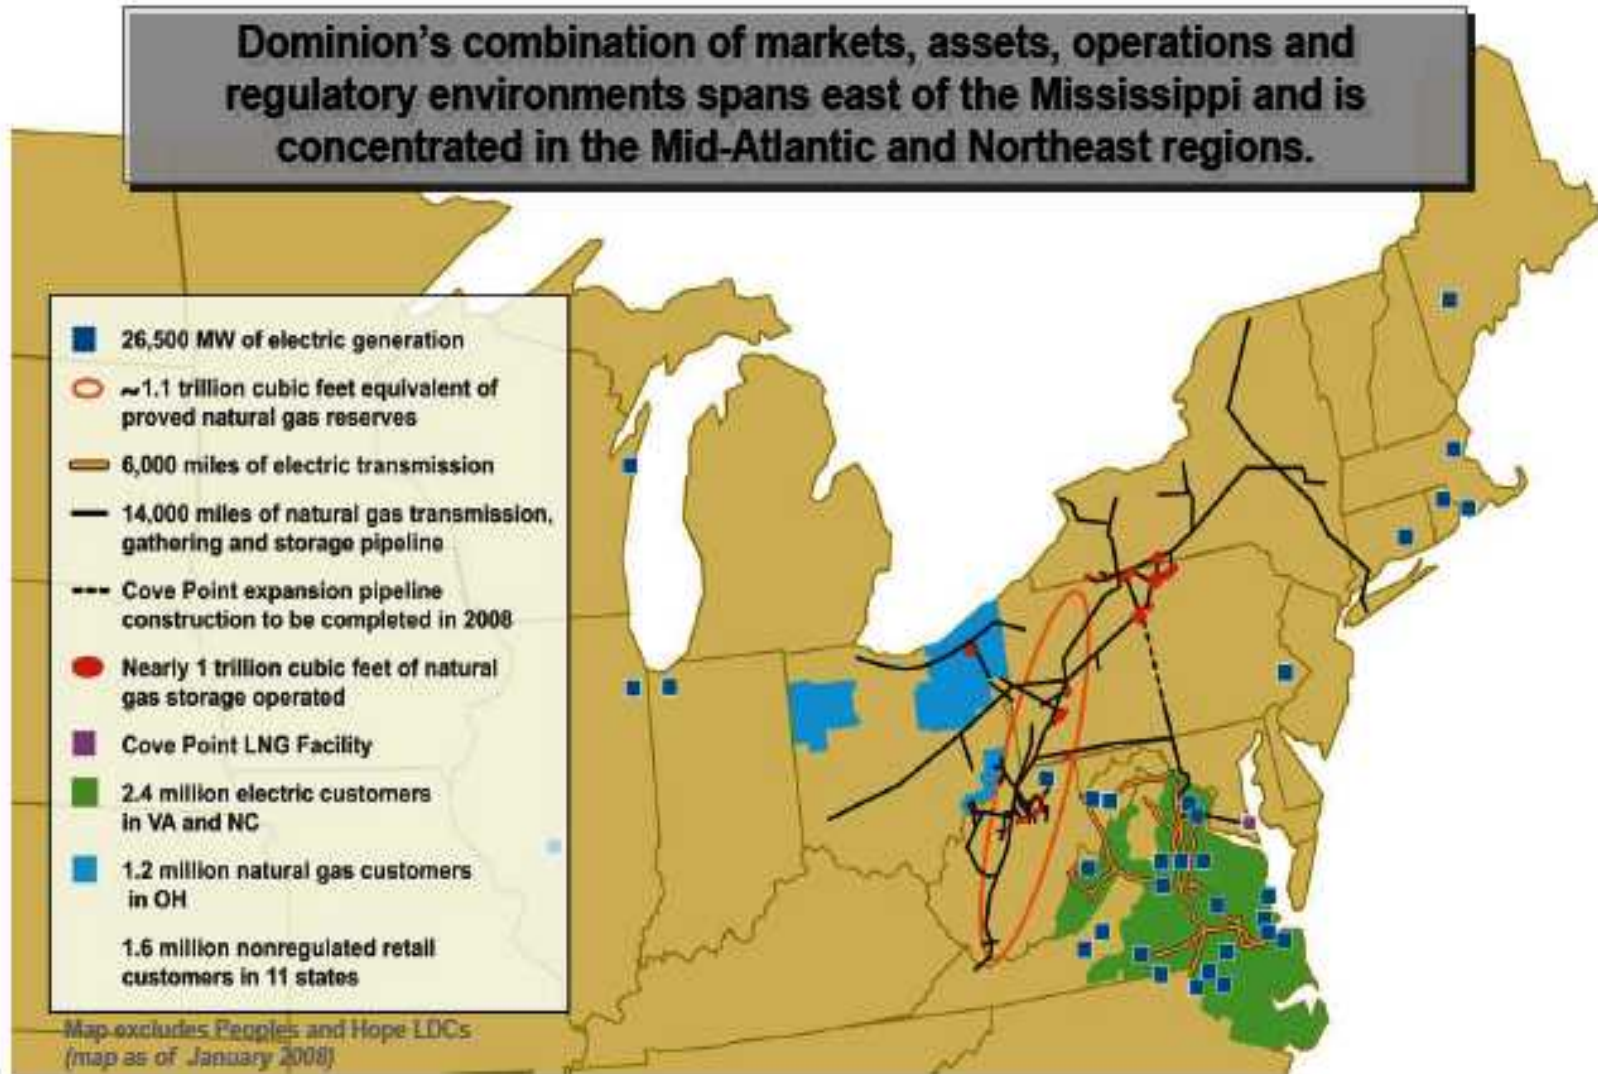 Dominion's combination of markets, assets, operations and
regulatory environments spans east of the Mississippi and is
concentrated in the Mid-Atlantic and Northeast regions.
26,500 MW of electric generation
~1.1 trillion cubic feet equivalent of
proved natural gas reserves
6,000 miles of electric transmission
14,000 miles of natural gas transmission,
gathering and storage pipeline
Cove Point expansion pipeline
construction to be completed in 2008
Nearly 1 trillion cubic feet of natural
gas storage operated
Cove Point LNG Facility
2.4 million electric customers
in VA and NC
1.2 million natural gas customers
in OH
1.6 million nonregulated retail
customers in 11 states
Map excludes Peoples and Hope LDCs
(map as of January 2008)